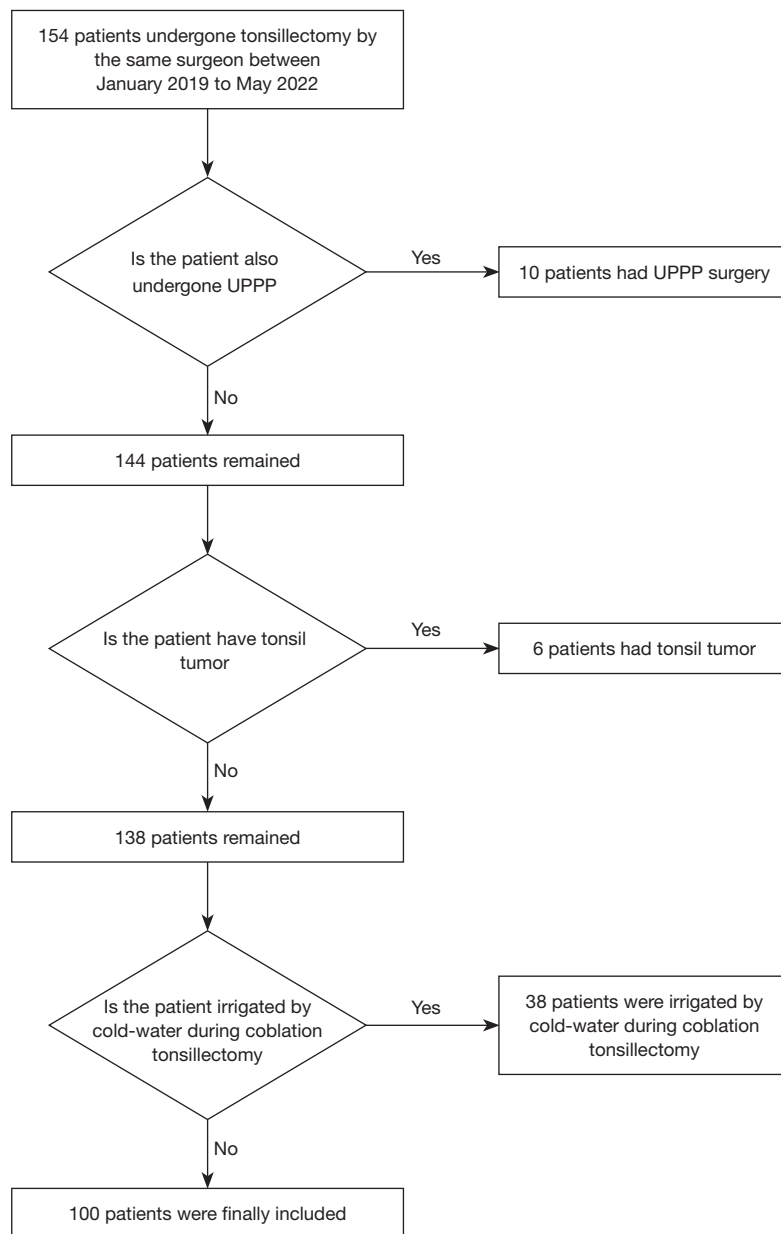 154 patients undergone tonsillectomy by
the same surgeon between
January 2019 to May 2022
Is the patient also
undergone UPPP
Yes
10 patients had UPPP surgery
No
144 patients remained
Is the patient have tonsil
tumor
Yes
6 patients had tonsil tumor
No
138 patients remained
Is the patient irrigated by
cold-water during coblation
tonsillectomy
Yes
38 patients were irrigated by
cold-water during coblation
tonsillectomy
No
100 patients were finally included